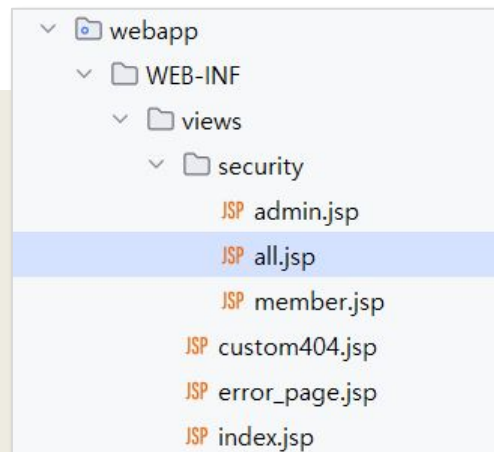 webapp
WEB-INF
views
security
JSP admin.jsp
JSP all.jsp
JSP member.jsp
JSP custom404.jsp
JSP error_page.jsp
JSP index.jsp